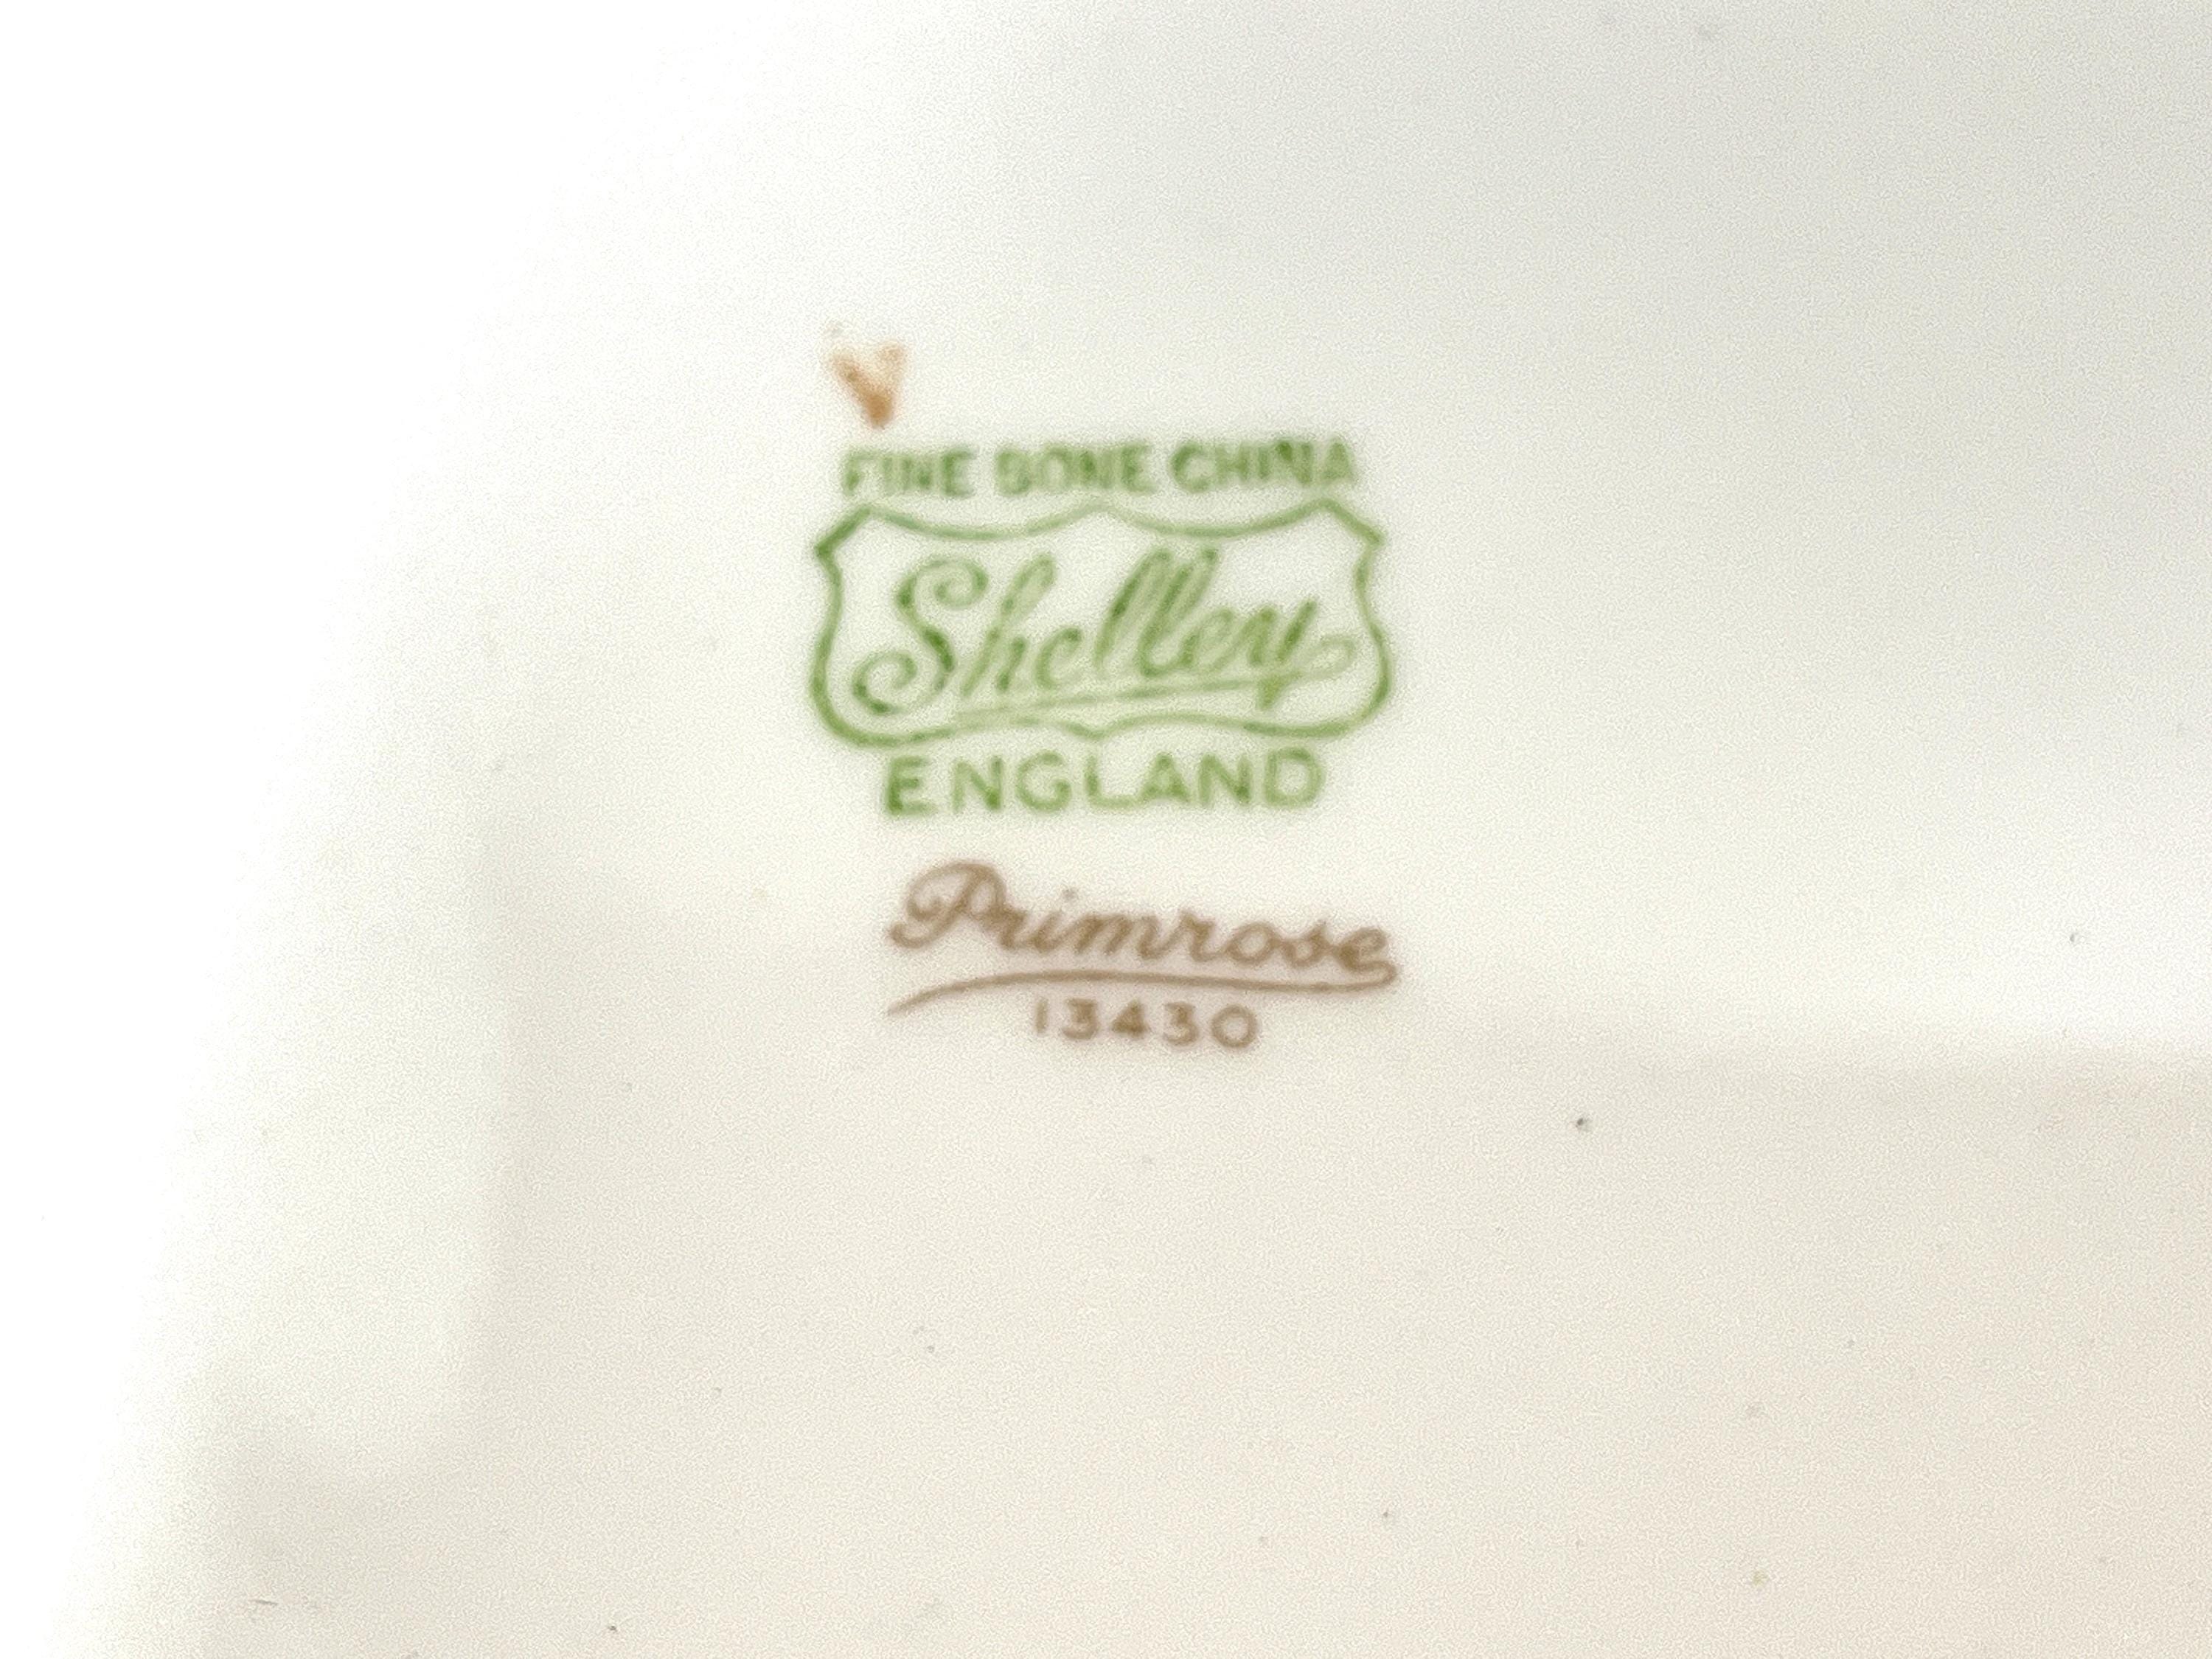 FINE BONE CHINA
Shelley
ENGLAND
Primrose
13430